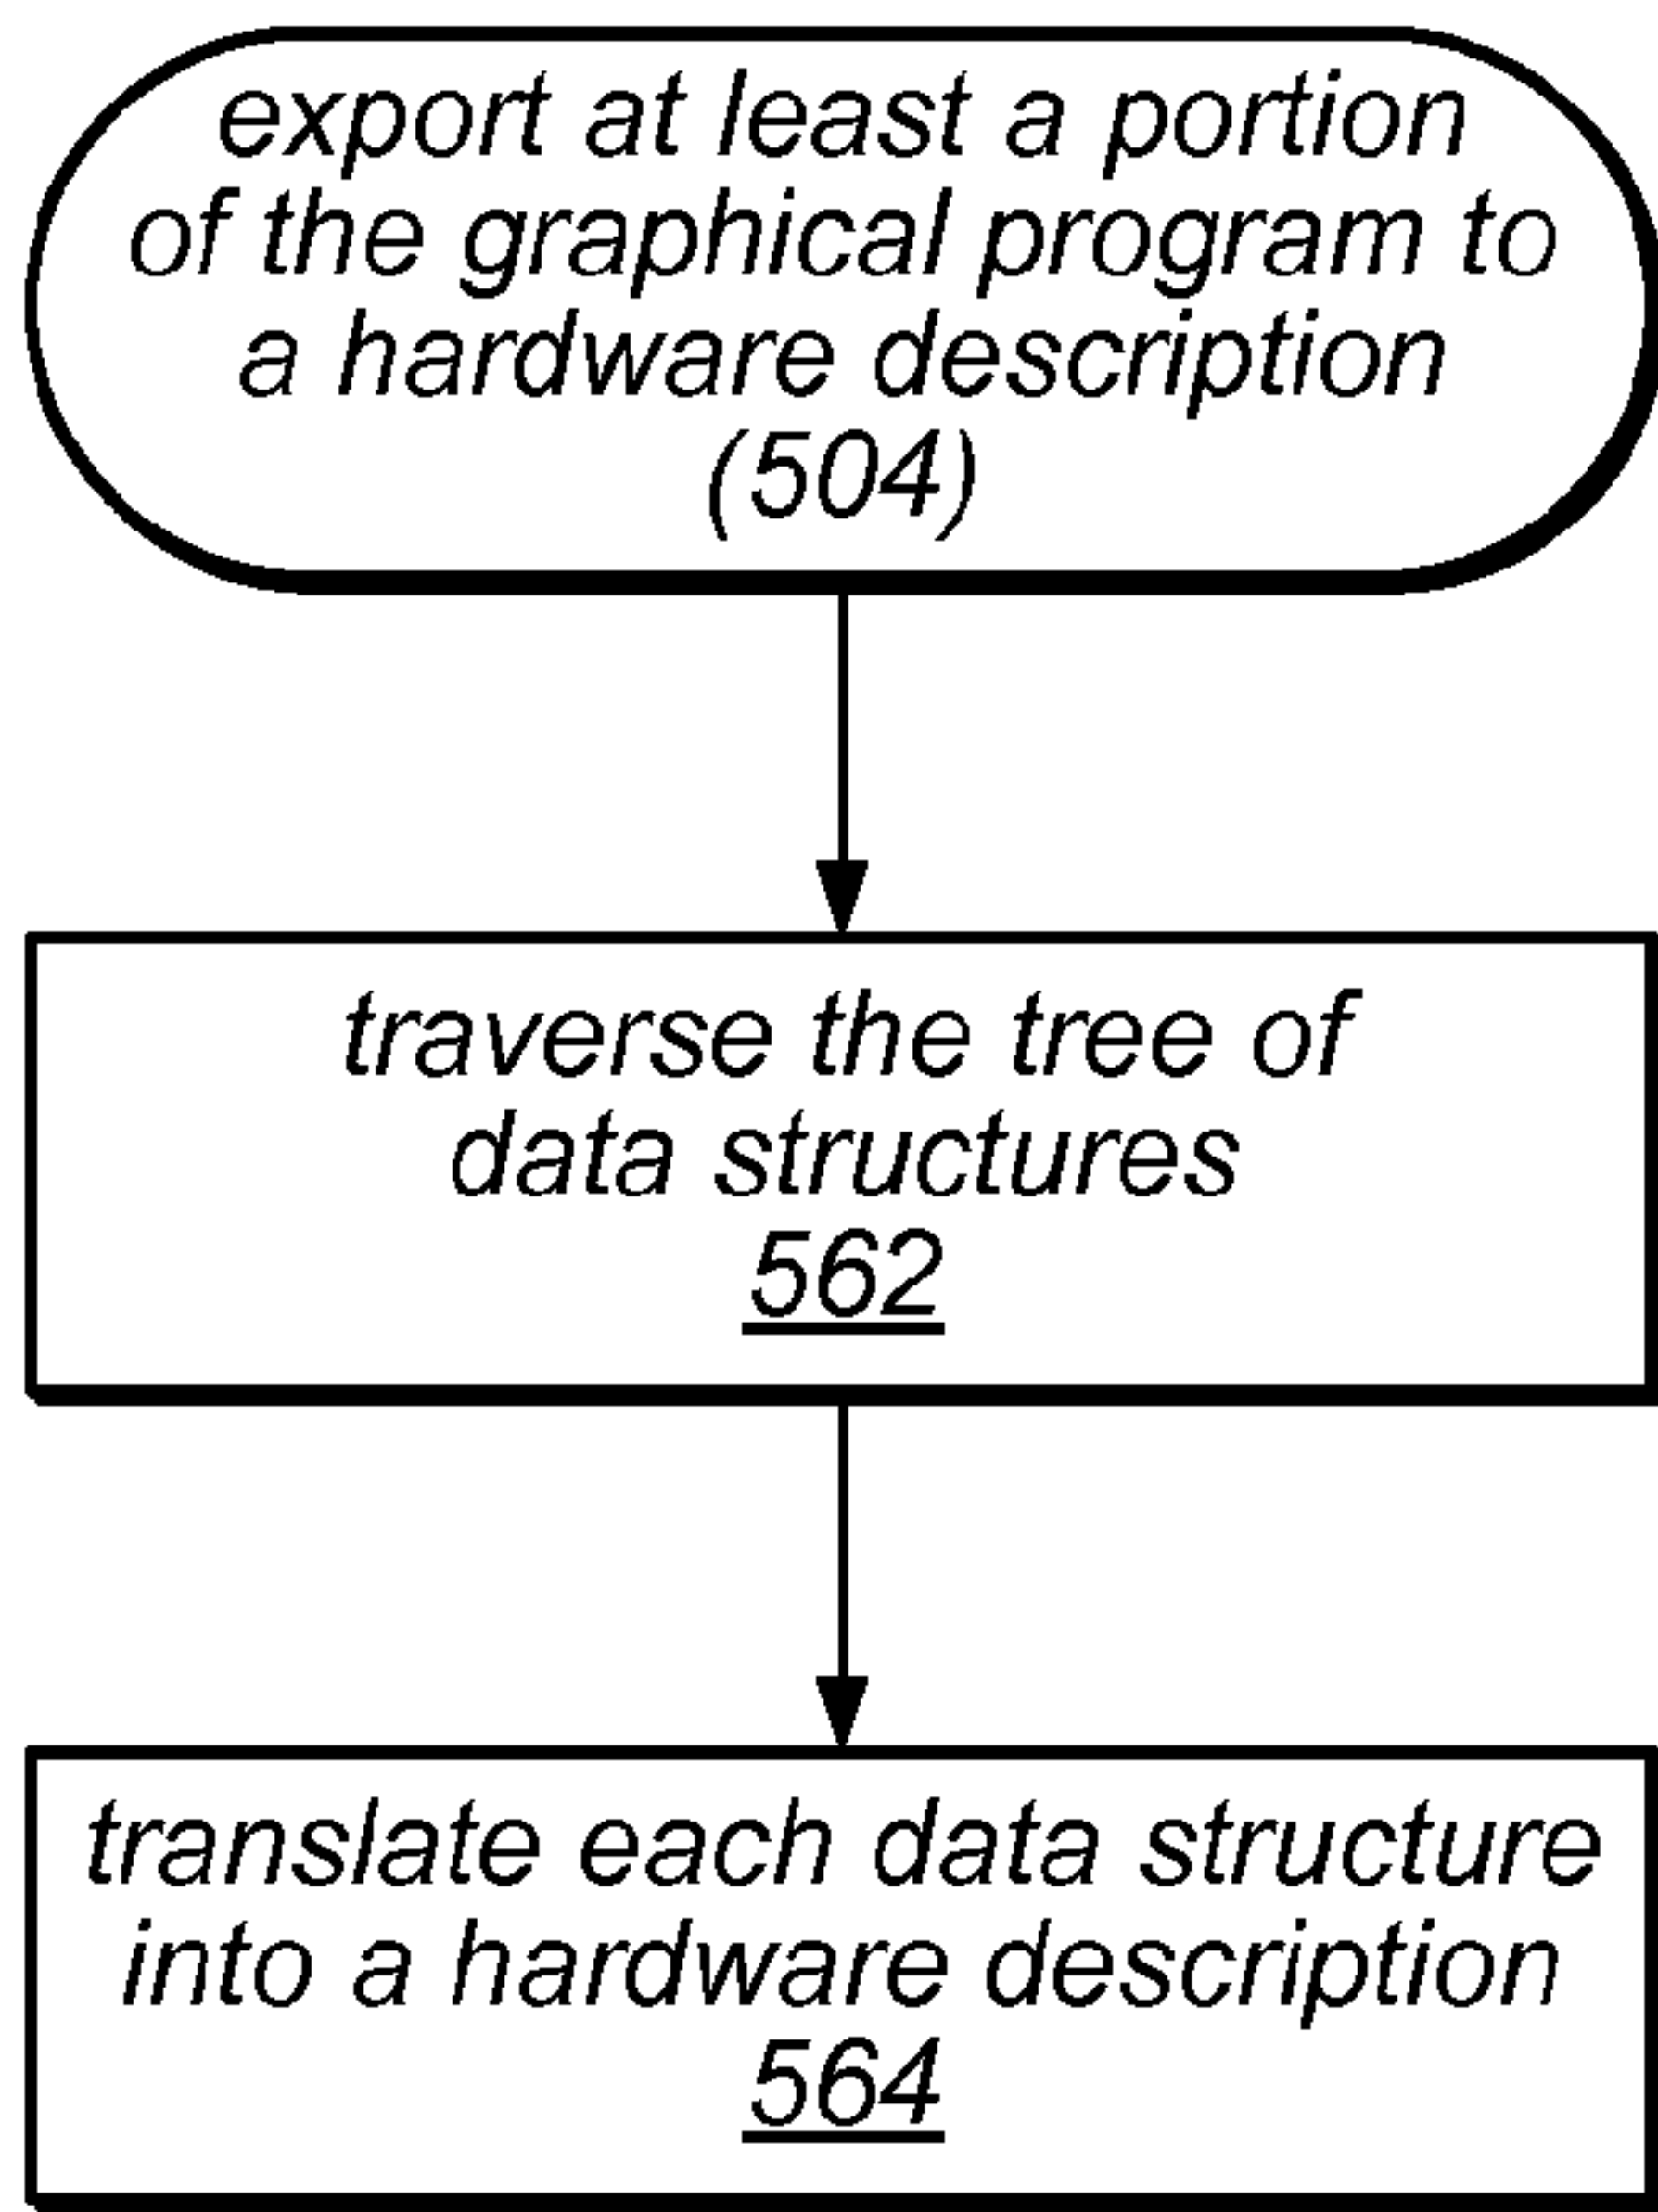 export at least a portion
of the graphical program to
a hardware description
(504)
traverse the tree of
data structures
562
translate each data structure
into a hardware description
564